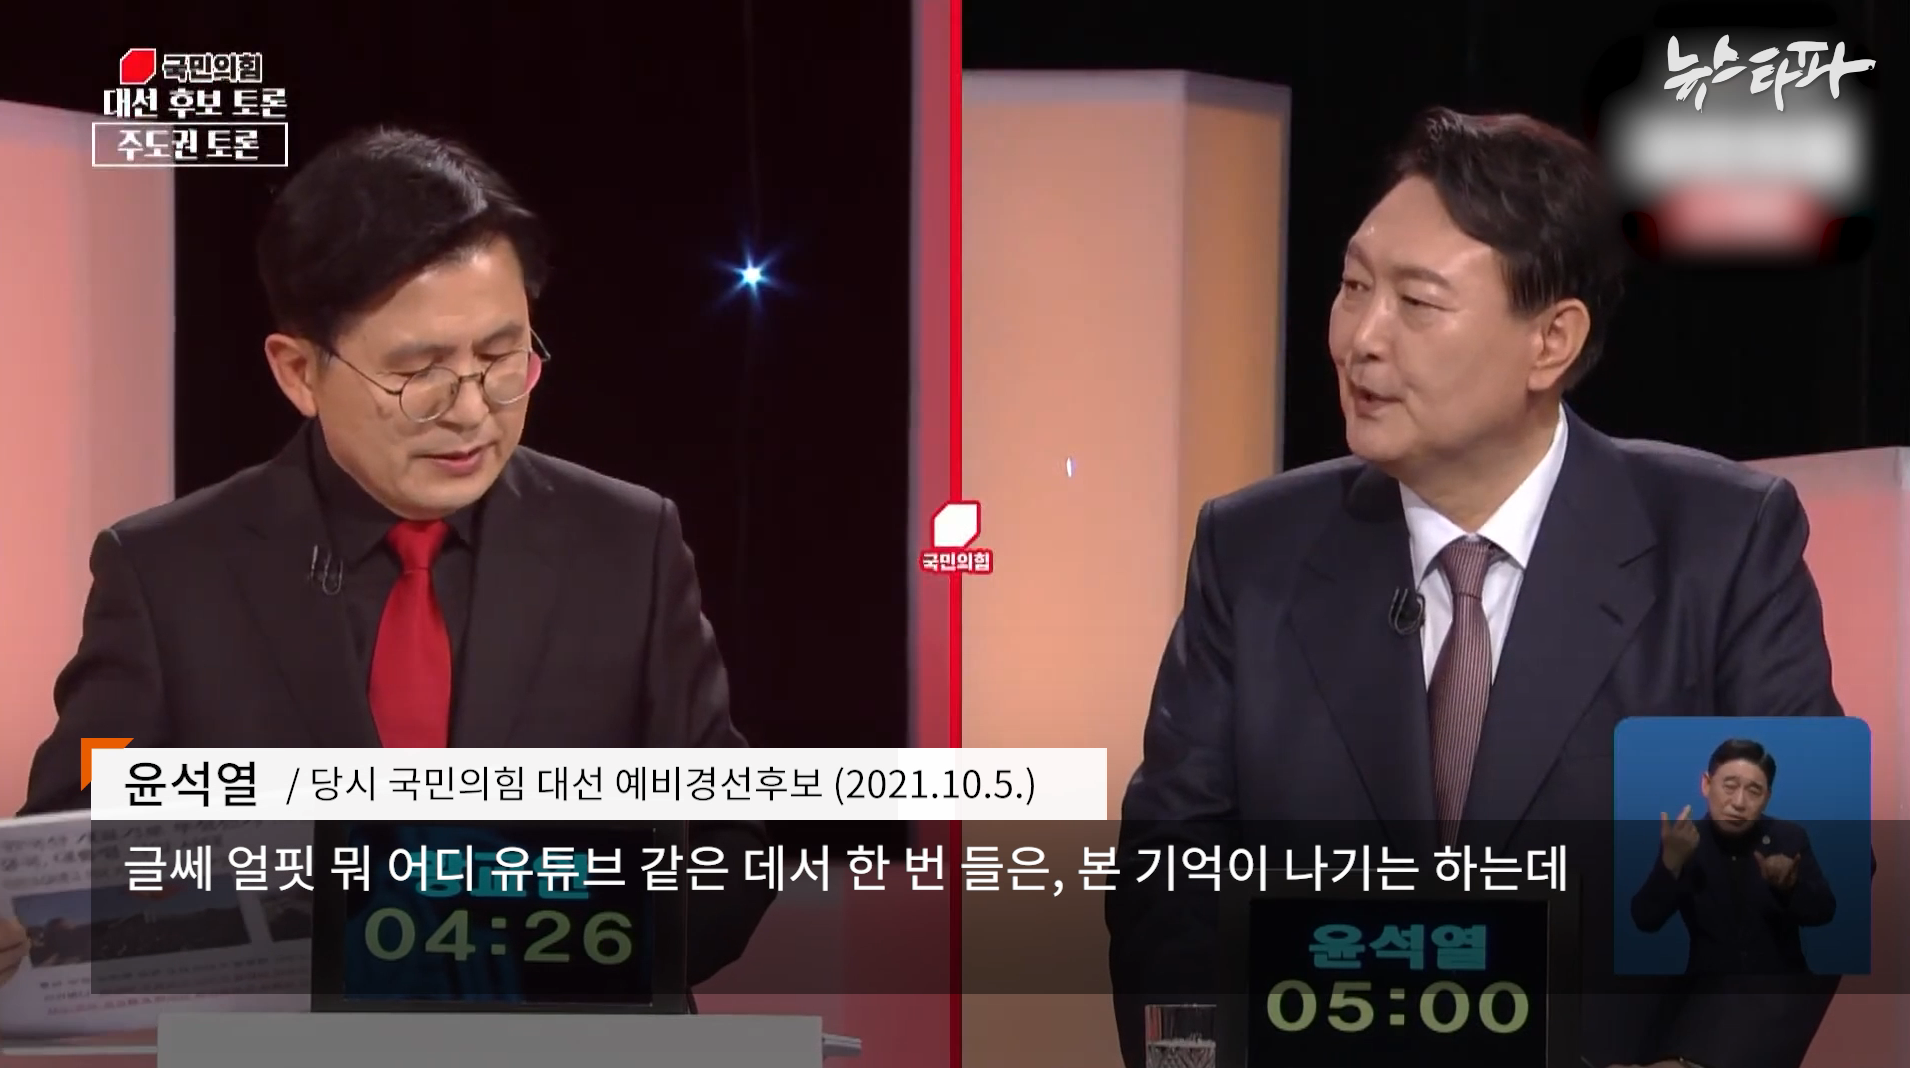 국민의힘
대선 후보 토론
주도권 토론
뉴스타파
국민의힘
윤석열 / 당시 국민의힘 대선 예비경선후보 (2021.10.5.)
글쎄 얼핏 뭐 어디 유튜브 같은 데서 한 번 들은, 본 기억이 나기는 하는데
04:26
윤석열
05:00